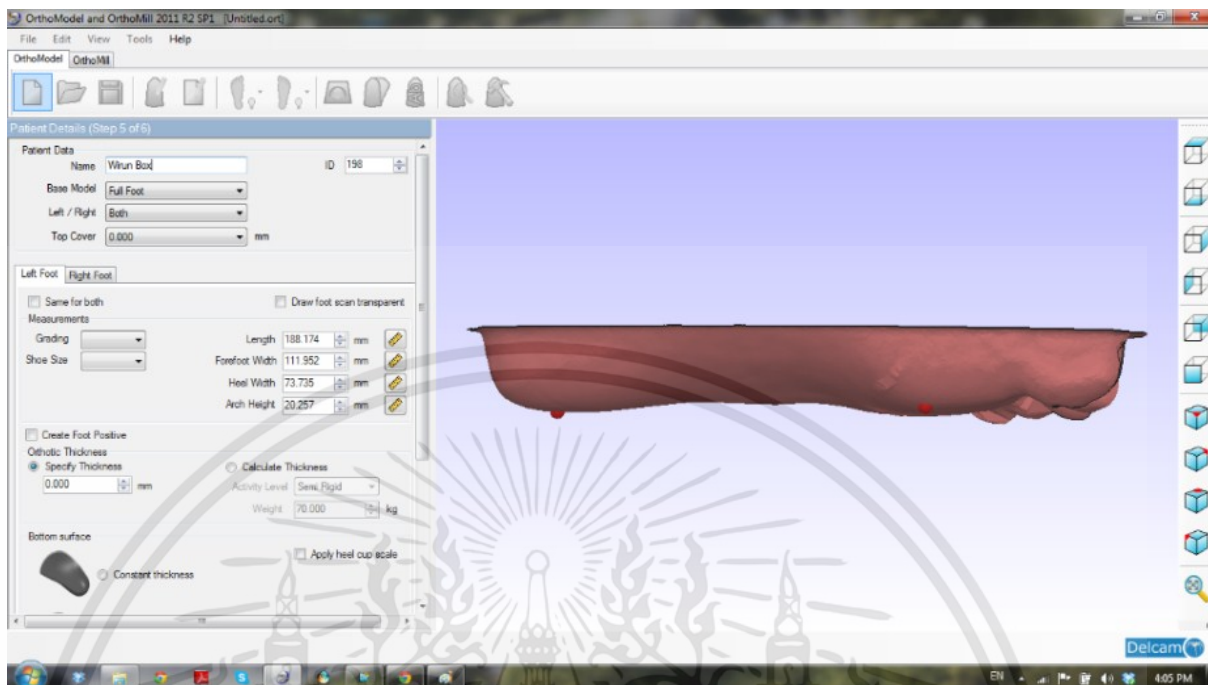 OrthoModel and OrthoMill 2011 R2 SP1 [Untitled.ort]
File Edit View Tools Help
OrthoModel OrthoMill
Patient Details (Step 5 of 6)
Patient Data
Name Wirun Box ID 198
Base Model Full Foot
Left / Right Both
Top Cover 0.000 mm
Left Foot Right Foot
Same for both Draw foot scan transparent
Measurements
Grading Length 188.174 mm
Shoe Size Forefoot Width 111.952 mm
Heel Width 73.735 mm
Arch Height 20.257 mm
Create Foot Positive
Orthotic Thickness
Specify Thickness Calculate Thickness
0.000 mm Activity Level Semi Rigid
Weight 70.000 kg
Bottom surface
Apply heel cup scale
Constant thickness
Delcam
EN 4:05 PM